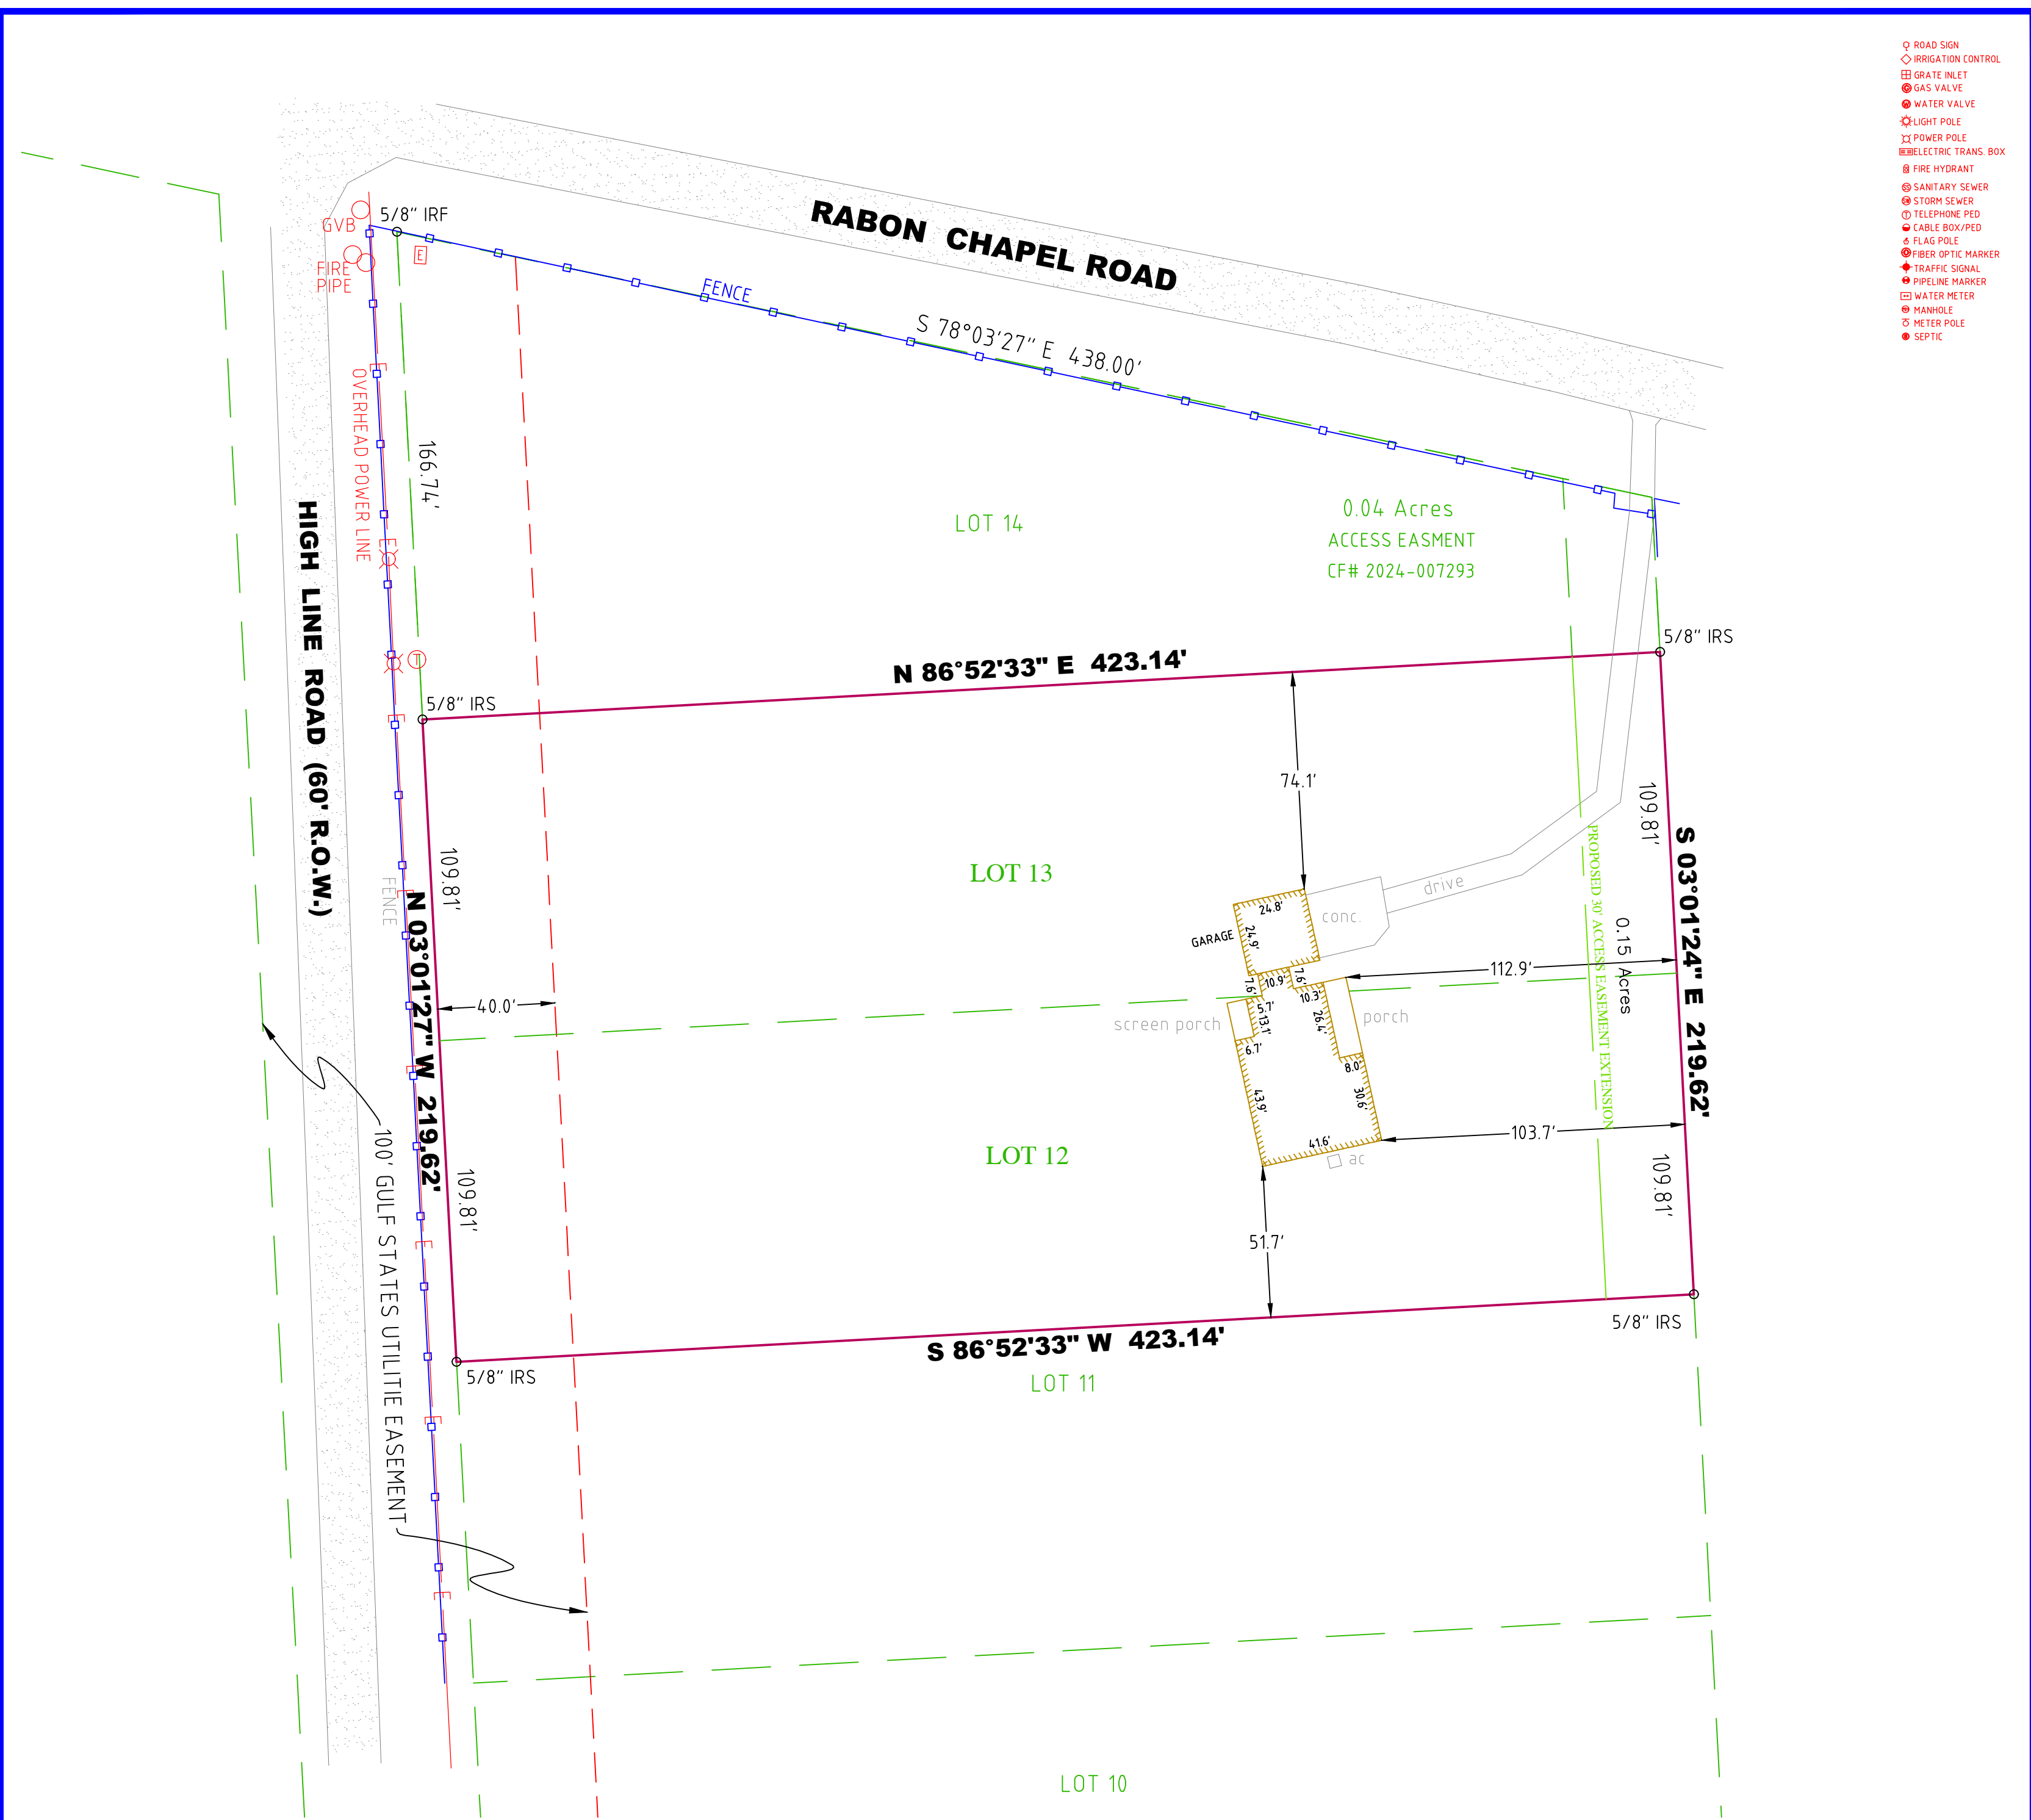 ROAD SIGN
IRRIGATION CONTROL
GRATE INLET
GAS VALVE
WATER VALVE
LIGHT POLE
POWER POLE
ELECTRIC TRANS. BOX
FIRE HYDRANT
SANITARY SEWER
STORM SEWER
TELEPHONE PED
CABLE BOX/PED
FLAG POLE
FIBER OPTIC MARKER
TRAFFIC SIGNAL
PIPELINE MARKER
WATER METER
MANHOLE
METER POLE
SEPTIC
RABON CHAPEL ROAD
5/8" IRF
GVB
E
FIRE
PIPE
FENCE
S 78°03'27" E 438.00'
OVERHEAD POWER LINE
166.74'
HIGH LINE ROAD (60' R.O.W.)
LOT 14
0.04 Acres
ACCESS EASMENT
CF# 2024-007293
5/8" IRS
T
N 86°52'33" E 423.14'
5/8" IRS
74.1'
109.81'
109.81'
FENCE
N 03°01'27" W 219.62'
LOT 13
drive
conc.
GARAGE
24.8'
24.9'
PROPOSED 30' ACCESS EASEMENT EXTENSION
0.15 Acres
S 03°01'24" E 219.62'
112.9'
7.6'
10.9'
7.6'
10.3'
40.0'
screen porch
5.7'
13.1'
26.4'
porch
6.7'
8.0'
43.9'
30.6'
41.6'
ac
103.7'
LOT 12
109.81'
109.81'
51.7'
100' GULF STATES UTILITIE EASEMENT
5/8" IRS
S 86°52'33" W 423.14'
5/8" IRS
LOT 11
LOT 10